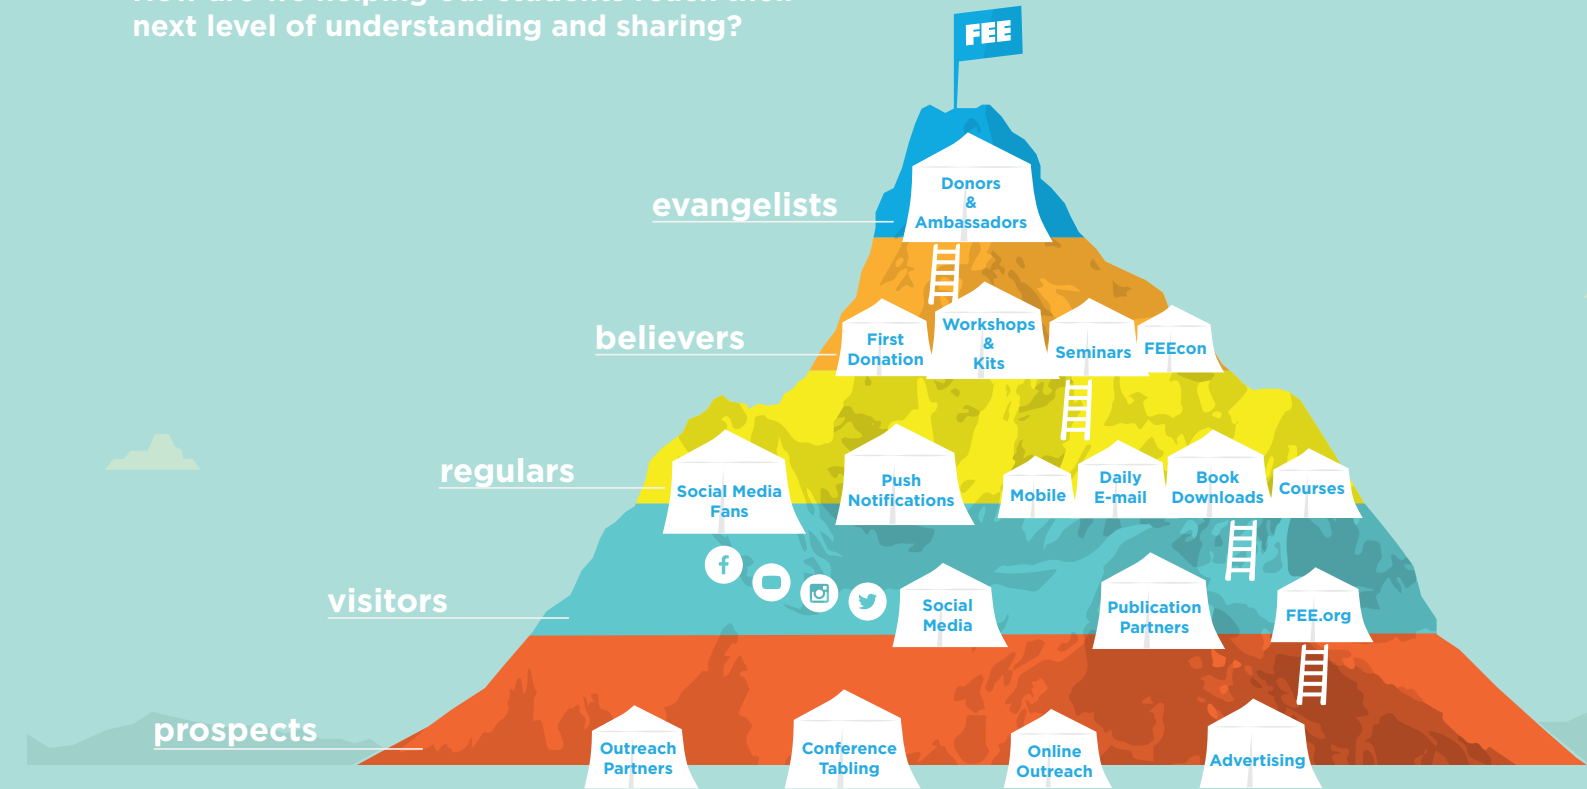 next level of understanding and sharing?
FEE
Donors
&
Ambassadors
evangelists
believers
First
Donation
Workshops
&
Kits
Seminars
FEEcon
regulars
Social Media
Fans
Push
Notifications
Mobile
Daily
E-mail
Book
Downloads
Courses
visitors
Social
Media
Publication
Partners
FEE.org
prospects
Outreach
Partners
Conference
Tabling
Online
Outreach
Advertising